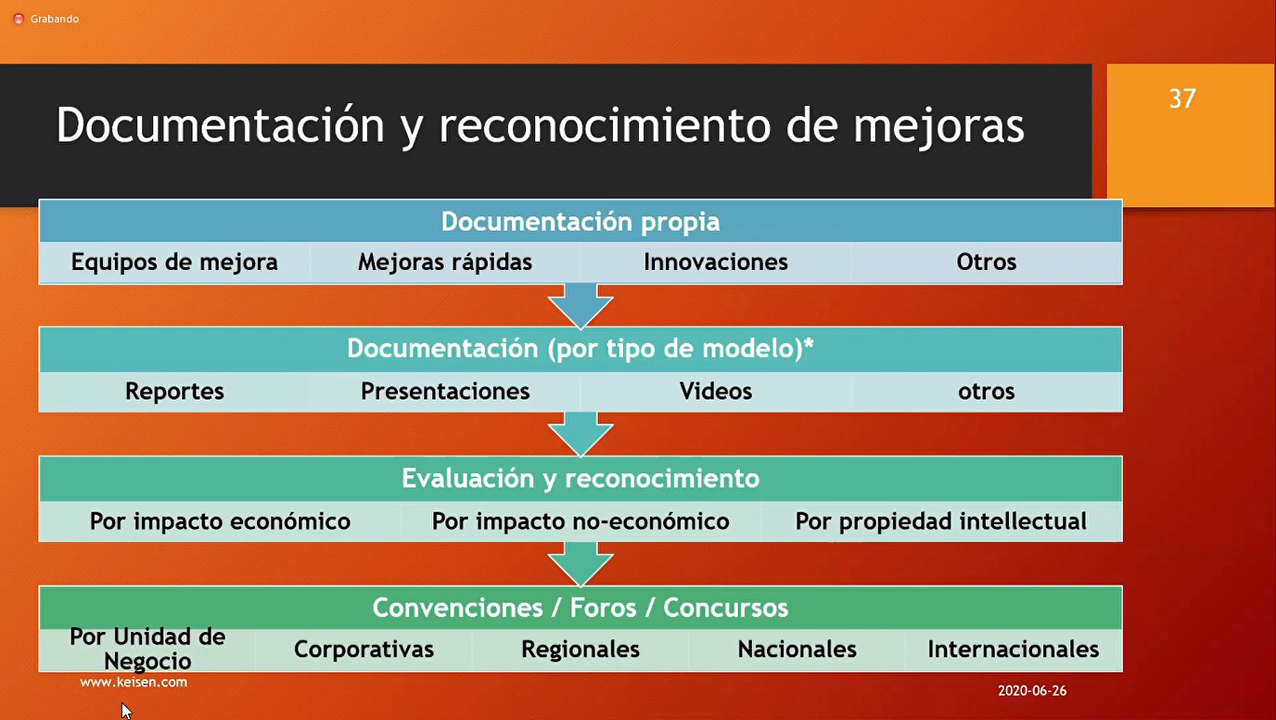 Grabando
37
Documentación y reconocimiento de mejoras
Documentación propia
Equipos de mejora
Mejoras rápidas
Innovaciones
Otros
Documentación (por tipo de modelo)*
Reportes
Presentaciones
Videos
otros
Evaluación y reconocimiento
Por impacto económico
Por impacto no-económico
Por propiedad intellectual
Convenciones / Foros / Concursos
Por Unidad de
Negocio
Corporativas
Regionales
Nacionales
Internacionales
www.keisen.com
2020-06-26